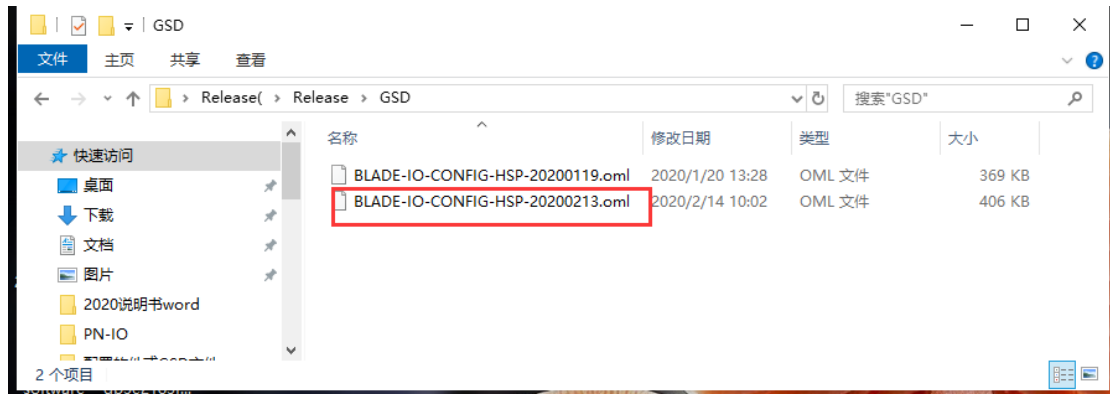 GSD
文件 主页 共享 查看
Release( › Release › GSD 搜索"GSD"
名称 修改日期 类型 大小
快速访问
BLADE-IO-CONFIG-HSP-20200119.oml 2020/1/20 13:28 OML 文件 369 KB
桌面
BLADE-IO-CONFIG-HSP-20200213.oml 2020/2/14 10:02 OML 文件 406 KB
下载
文档
图片
2020说明书word
PN-IO
2 个项目